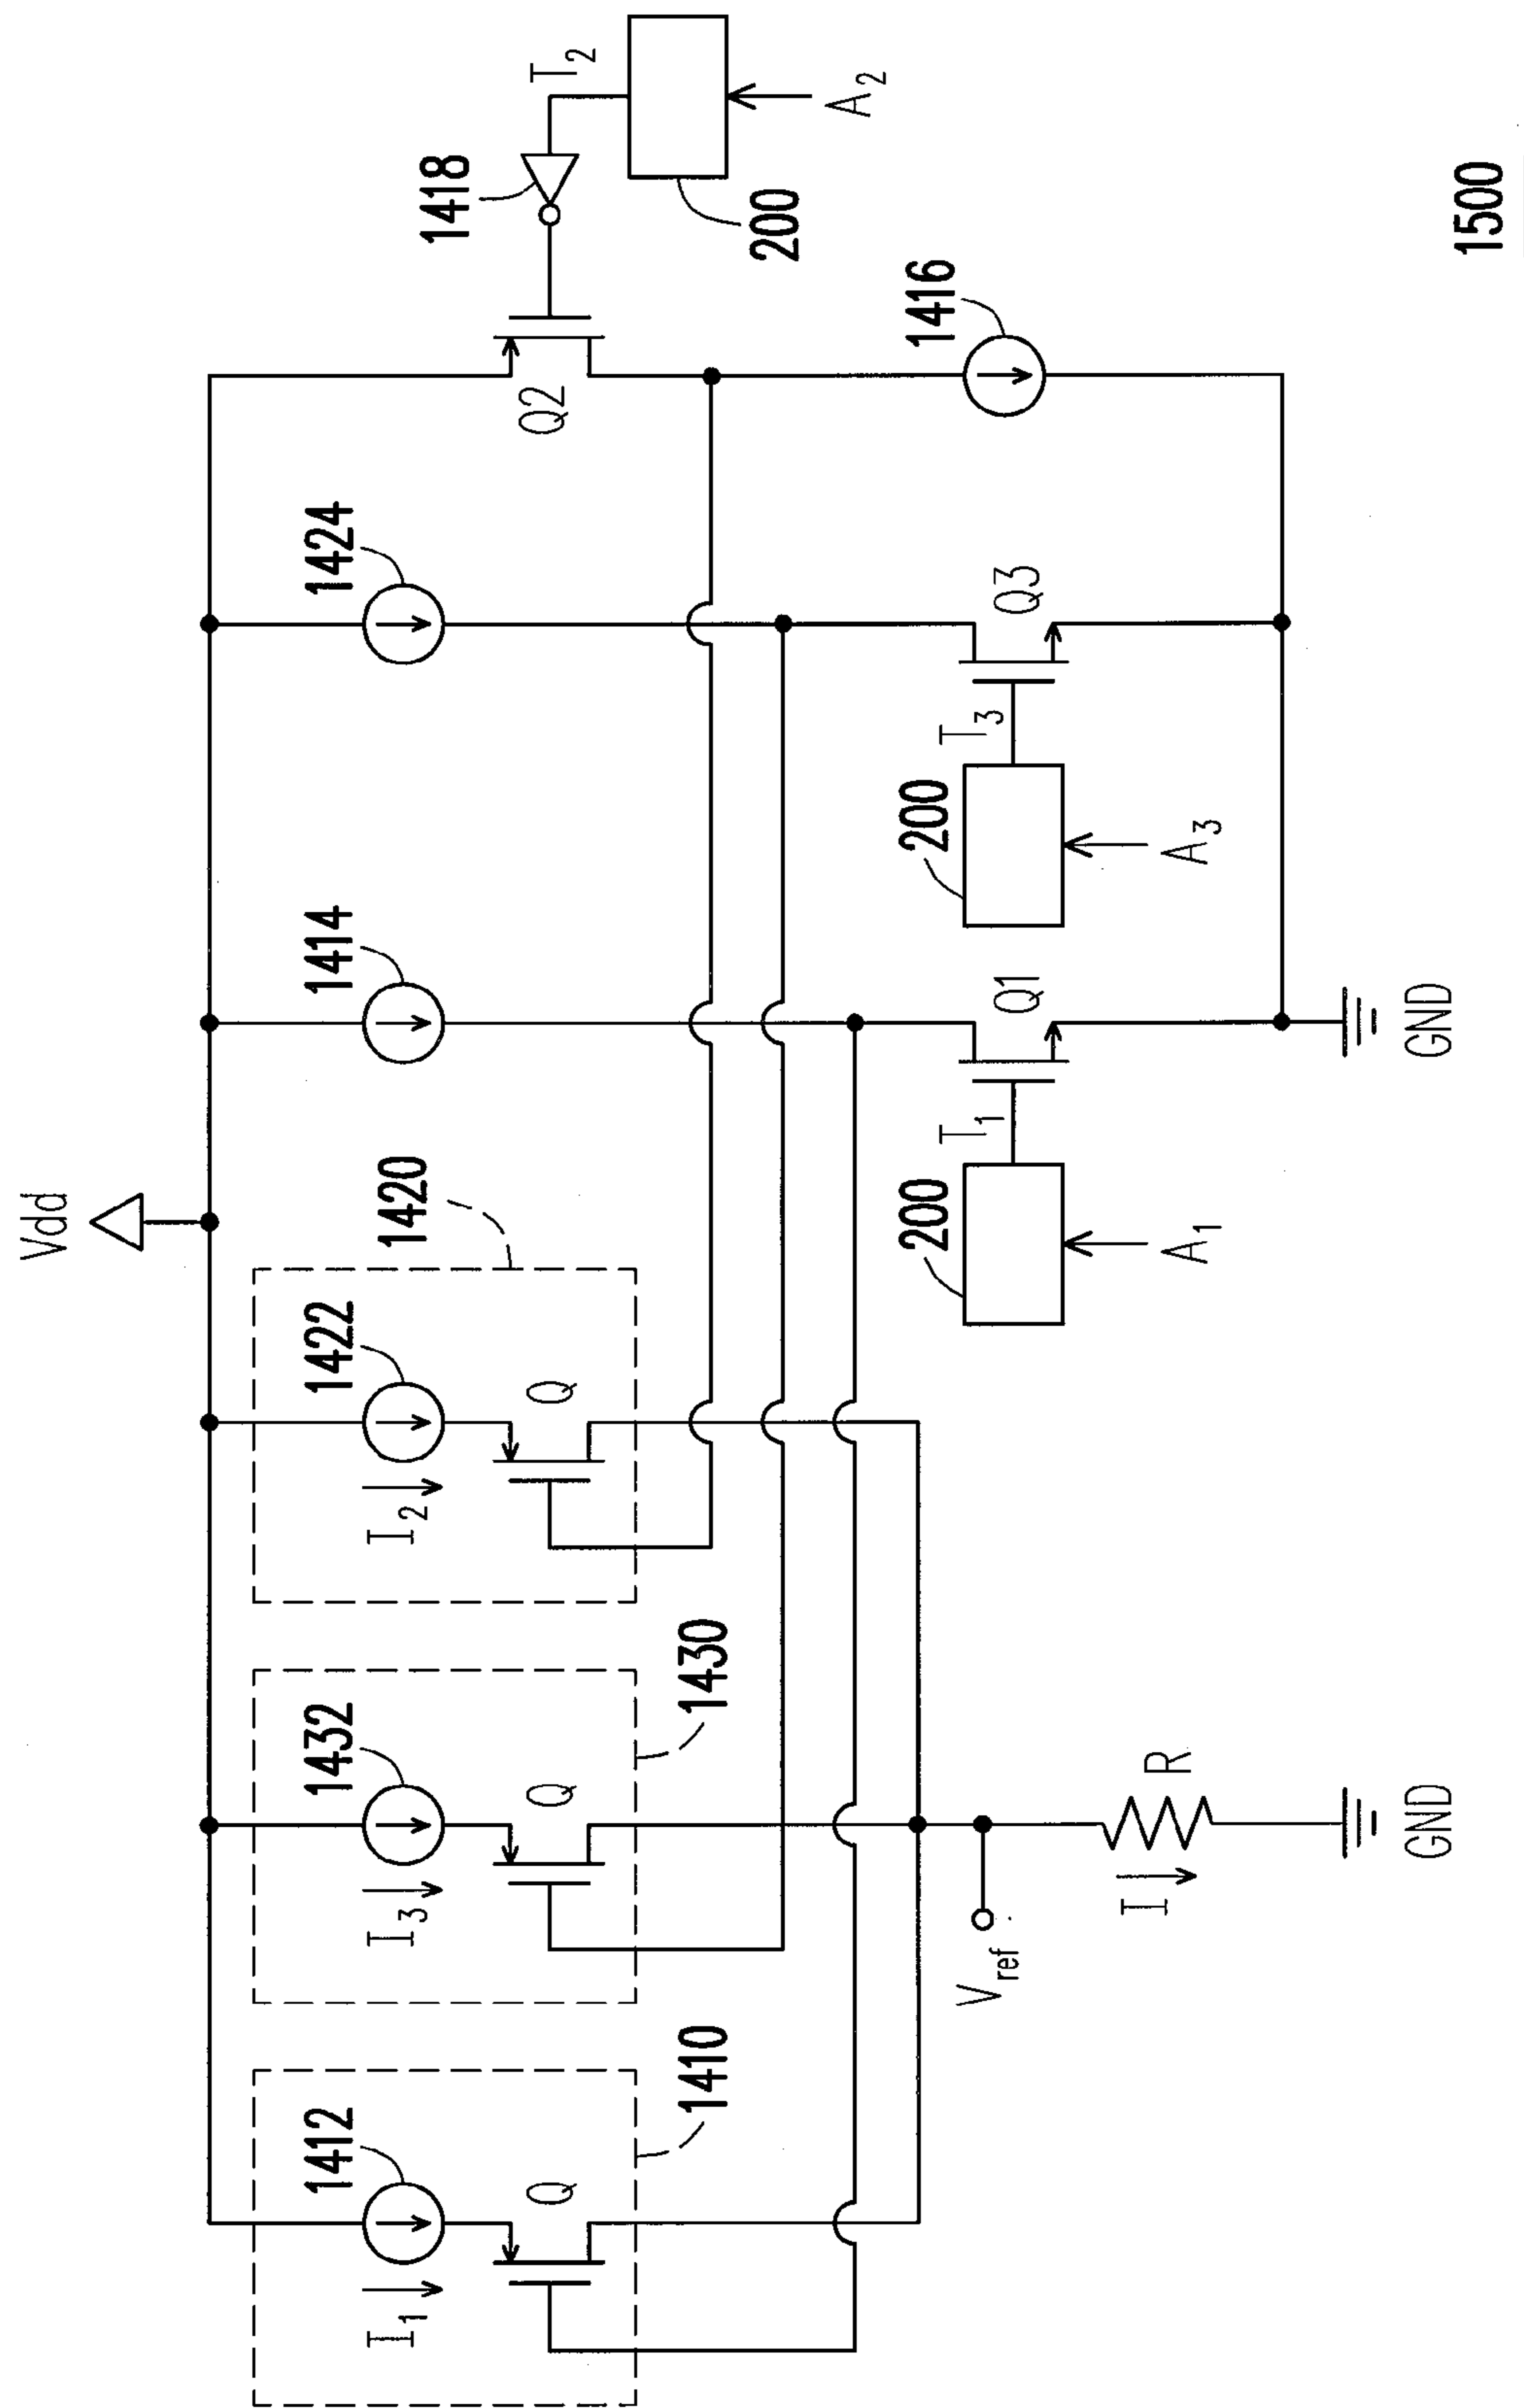 Vdd
1412
1432
1422
1414
1424
1418
T2
I1
I3
I2
Q
Q
Q
1420
Q2
200
A2
1410
1430
1416
200
T1
Q1
200
T3
Q3
Vref
A1
A3
I
R
GND
GND
1500